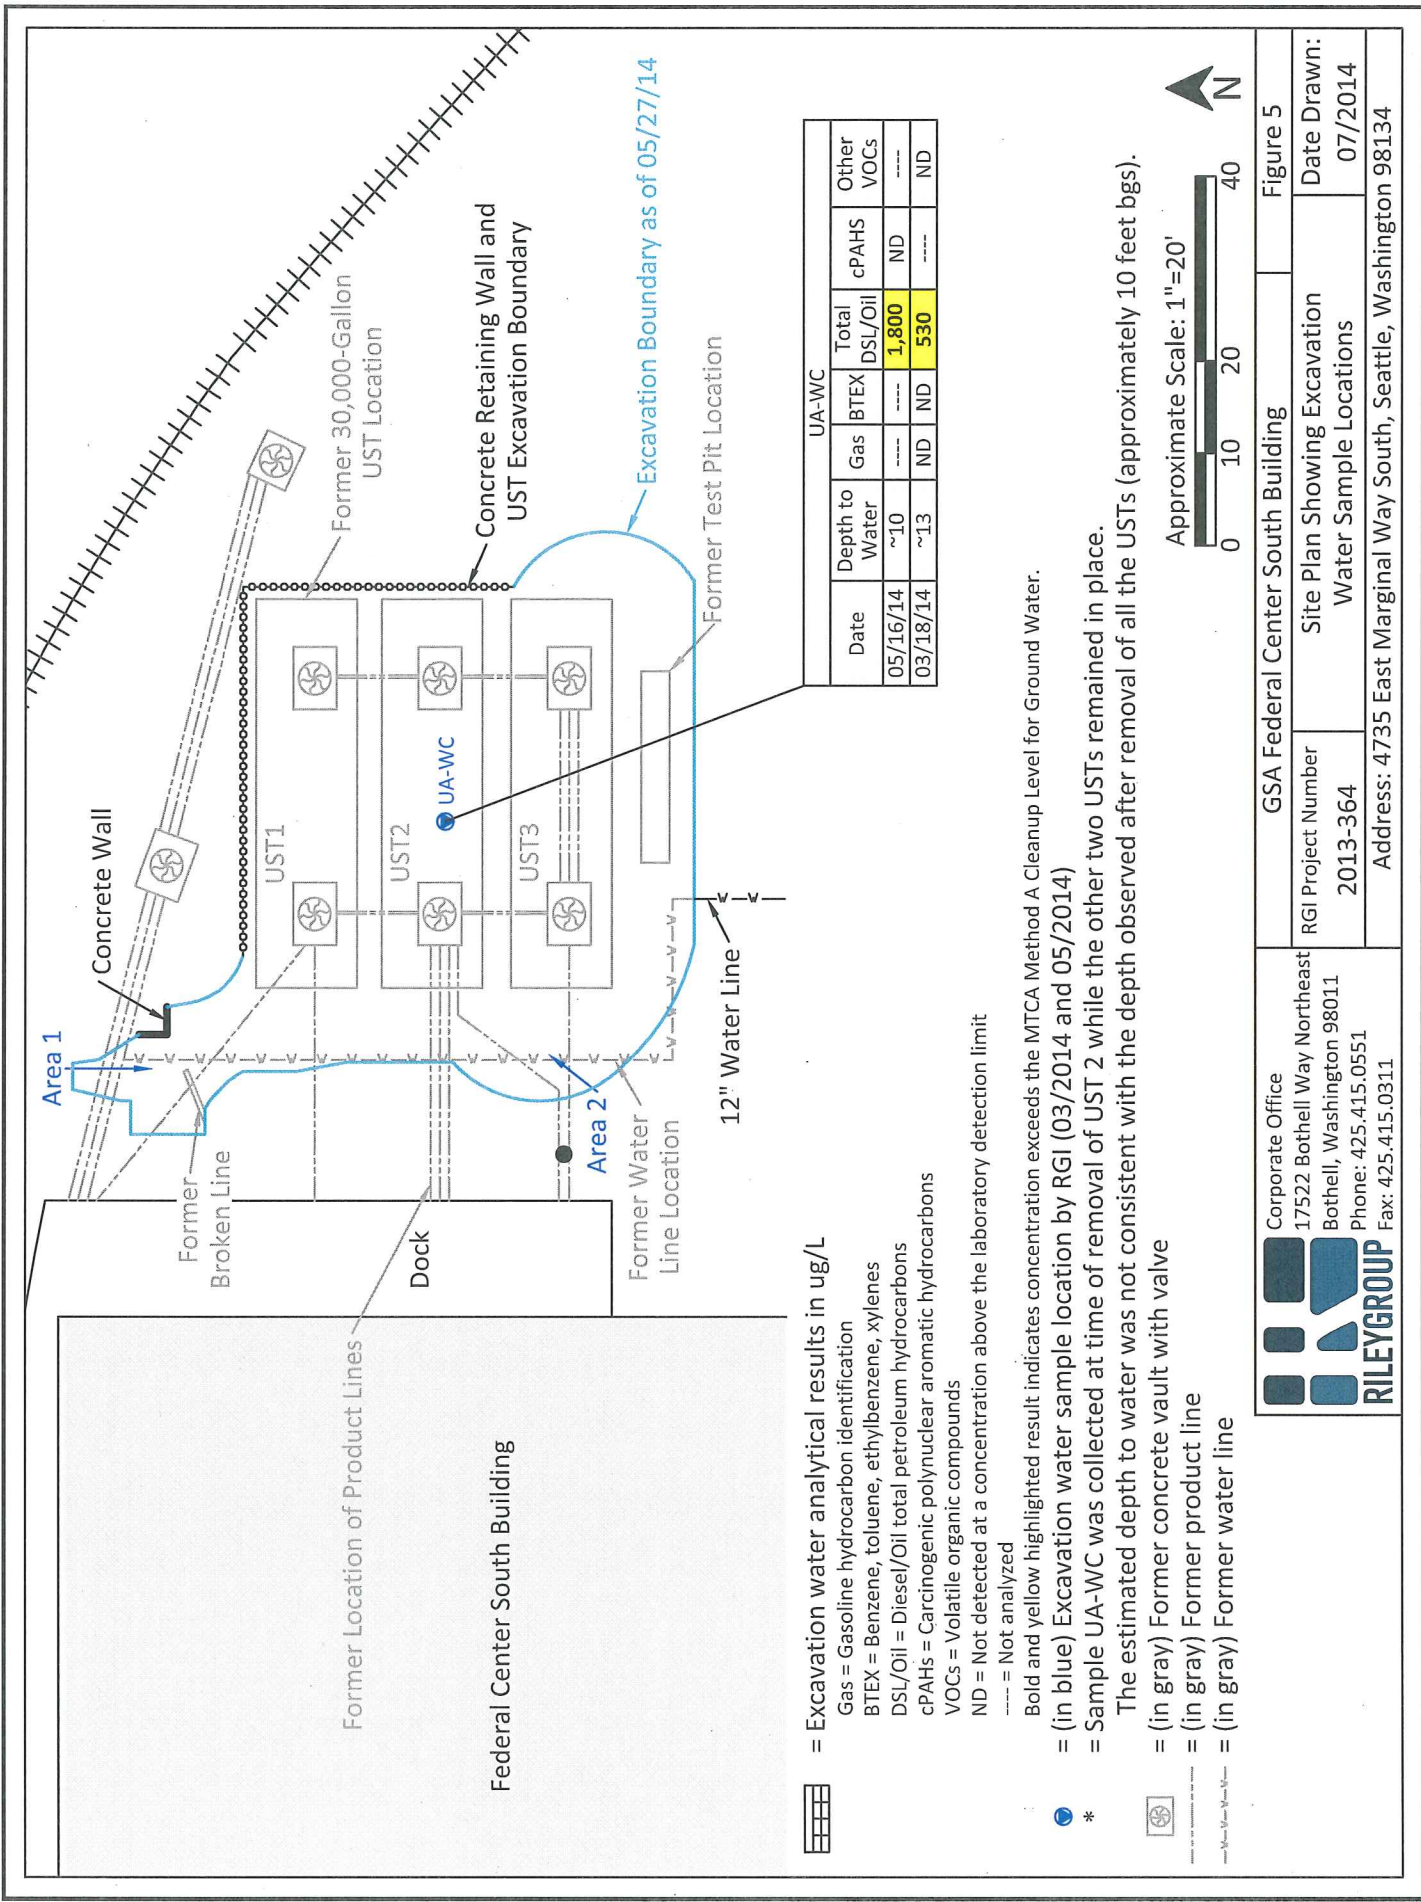 Area 1
Concrete Wall
Former
Broken Line
Former 30,000-Gallon
UST Location
Concrete Retaining Wall and
UST Excavation Boundary
Excavation Boundary as of 05/27/14
Former Test Pit Location
UST1
UST2
UST3
UA-WC
Area 2
Former Water
Line Location
12" Water Line
Dock
Former Location of Product Lines
Federal Center South Building
UA-WC
Date Depth to Water Gas BTEX Total DSL/Oil cPAHS Other VOCs
05/16/14 ~10 ---- ---- 1,800 ND ----
03/18/14 ~13 ND ND 530 ---- ND
= Excavation water analytical results in ug/L
Gas = Gasoline hydrocarbon identification
BTEX = Benzene, toluene, ethylbenzene, xylenes
DSL/Oil = Diesel/Oil total petroleum hydrocarbons
cPAHs = Carcinogenic polynuclear aromatic hydrocarbons
VOCs = Volatile organic compounds
ND = Not detected at a concentration above the laboratory detection limit
---- = Not analyzed
Bold and yellow highlighted result indicates concentration exceeds the MTCA Method A Cleanup Level for Ground Water.
= (in blue) Excavation water sample location by RGI (03/2014 and 05/2014)
* = Sample UA-WC was collected at time of removal of UST 2 while the other two USTs remained in place.
The estimated depth to water was not consistent with the depth observed after removal of all the USTs (approximately 10 feet bgs).
= (in gray) Former concrete vault with valve
= (in gray) Former product line
= (in gray) Former water line
Approximate Scale: 1"=20'
0 10 20 40
N
RILEYGROUP
Corporate Office
17522 Bothell Way Northeast
Bothell, Washington 98011
Phone: 425.415.0551
Fax: 425.415.0311
GSA Federal Center South Building
Figure 5
RGI Project Number
2013-364
Site Plan Showing Excavation
Water Sample Locations
Date Drawn:
07/2014
Address: 4735 East Marginal Way South, Seattle, Washington 98134